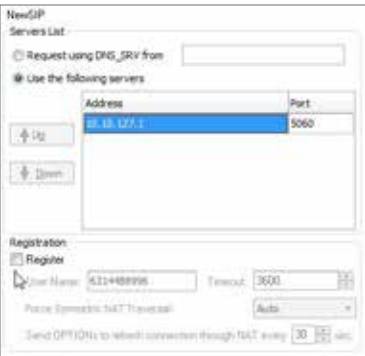 NewSIP
Servers List
Request using DNS_SRV from
Use the following servers
Address Port
10.10.127.1 5060
Up
Down
Registration
Register
User Name: Timeout: 3600
Force Symmetric NAT Traversal: Auto
Send OPTIONs to refresh connection through NAT every 30 sec.